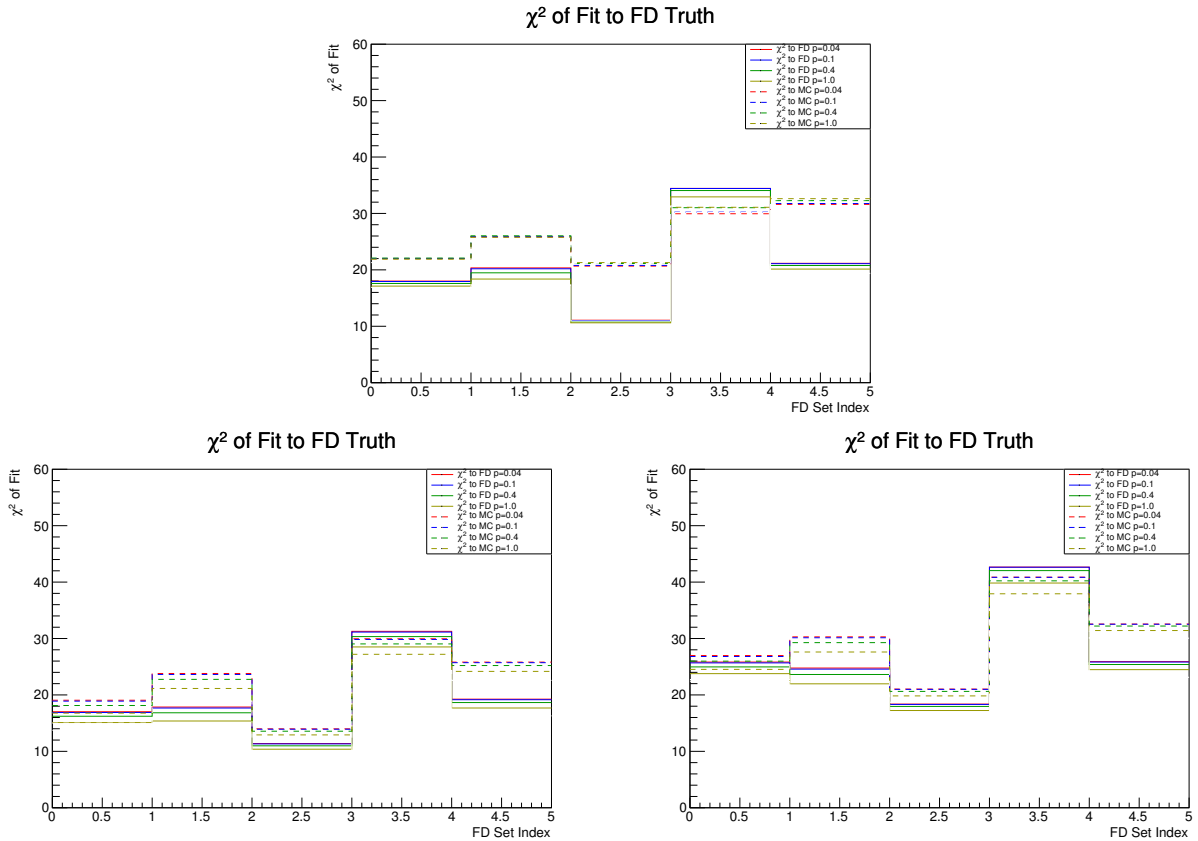 χ² of Fit to FD Truth
χ² of Fit
60
50
40
30
20
10
0
χ² to FD p=0.04
χ² to FD p=0.1
χ² to FD p=0.4
χ² to FD p=1.0
χ² to MC p=0.04
χ² to MC p=0.1
χ² to MC p=0.4
χ² to MC p=1.0
0 0.5 1 1.5 2 2.5 3 3.5 4 4.5 5
FD Set Index
χ² of Fit to FD Truth
χ² of Fit
60
50
40
30
20
10
0
χ² to FD p=0.04
χ² to FD p=0.1
χ² to FD p=0.4
χ² to FD p=1.0
χ² to MC p=0.04
χ² to MC p=0.1
χ² to MC p=0.4
χ² to MC p=1.0
0 0.5 1 1.5 2 2.5 3 3.5 4 4.5 5
FD Set Index
χ² of Fit to FD Truth
χ² of Fit
60
50
40
30
20
10
0
χ² to FD p=0.04
χ² to FD p=0.1
χ² to FD p=0.4
χ² to FD p=1.0
χ² to MC p=0.04
χ² to MC p=0.1
χ² to MC p=0.4
χ² to MC p=1.0
0 0.5 1 1.5 2 2.5 3 3.5 4 4.5 5
FD Set Index